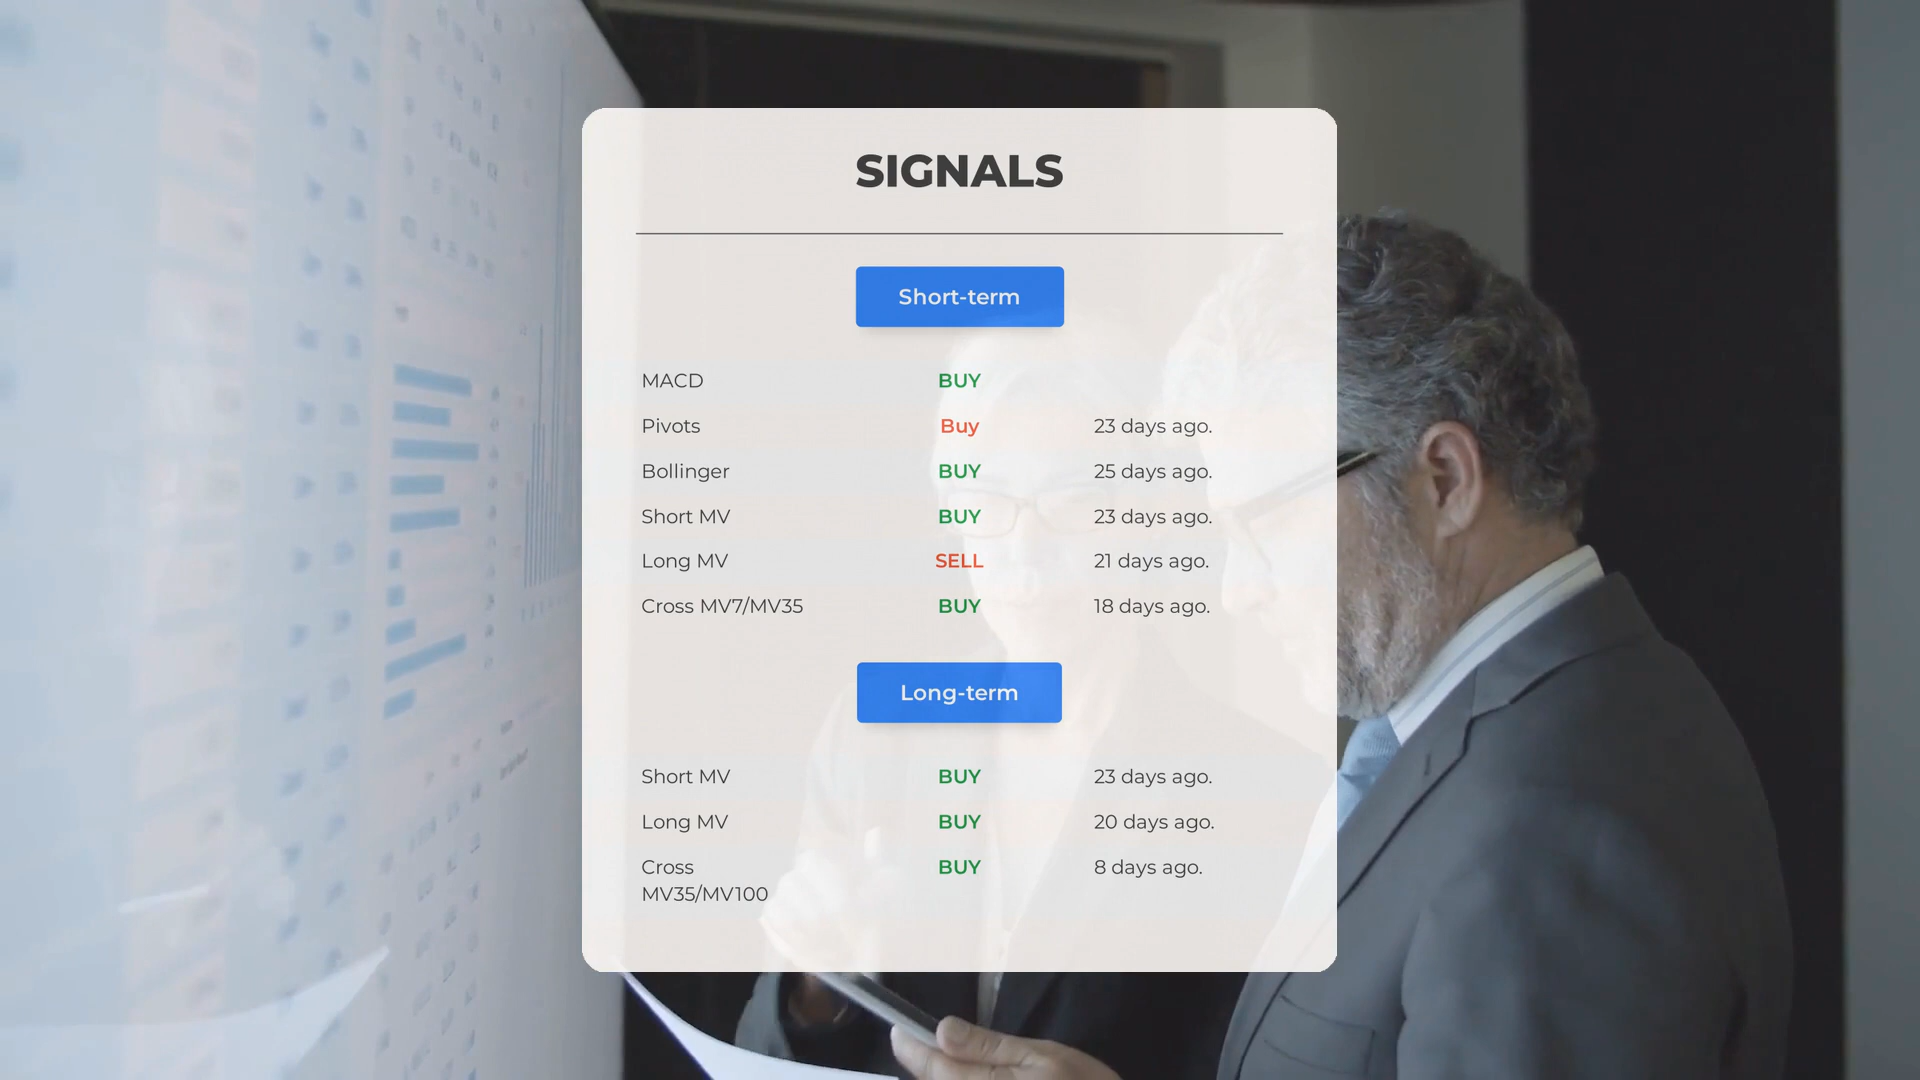 SIGNALS
Short-term
MACD BUY
Pivots Buy 23 days ago.
Bollinger BUY 25 days ago.
Short MV BUY 23 days ago.
Long MV SELL 21 days ago.
Cross MV7/MV35 BUY 18 days ago.
Long-term
Short MV BUY 23 days ago.
Long MV BUY 20 days ago.
Cross BUY 8 days ago.
MV35/MV100